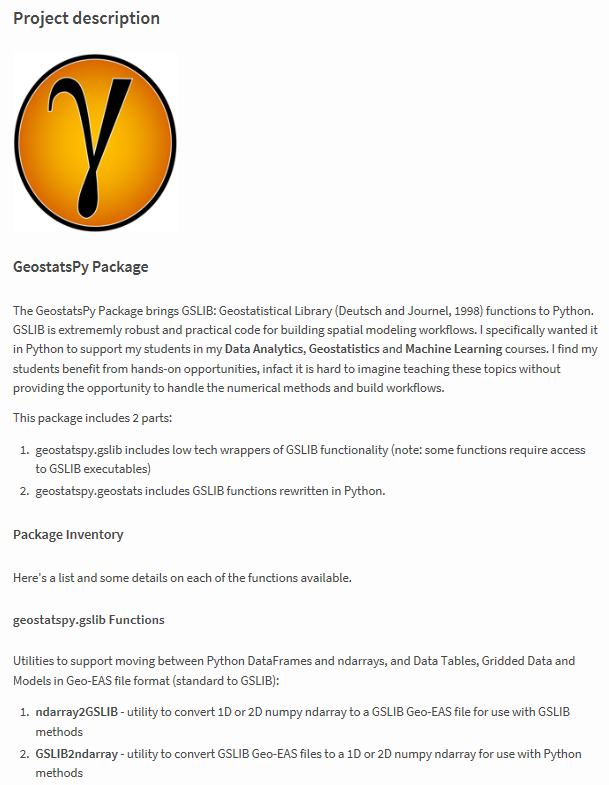 Project description
γ
GeostatsPy Package
The GeostatsPy Package brings GSLIB: Geostatistical Library (Deutsch and Journel, 1998) functions to Python.
GSLIB is extrememly robust and practical code for building spatial modeling workflows. I specifically wanted it
in Python to support my students in my Data Analytics, Geostatistics and Machine Learning courses. I find my
students benefit from hands-on opportunities, infact it is hard to imagine teaching these topics without
providing the opportunity to handle the numerical methods and build workflows.
This package includes 2 parts:
1. geostatspy.gslib includes low tech wrappers of GSLIB functionality (note: some functions require access
to GSLIB executables)
2. geostatspy.geostats includes GSLIB functions rewritten in Python.
Package Inventory
Here's a list and some details on each of the functions available.
geostatspy.gslib Functions
Utilities to support moving between Python DataFrames and ndarrays, and Data Tables, Gridded Data and
Models in Geo-EAS file format (standard to GSLIB):
1. ndarray2GSLIB - utility to convert 1D or 2D numpy ndarray to a GSLIB Geo-EAS file for use with GSLIB
methods
2. GSLIB2ndarray - utility to convert GSLIB Geo-EAS files to a 1D or 2D numpy ndarray for use with Python
methods